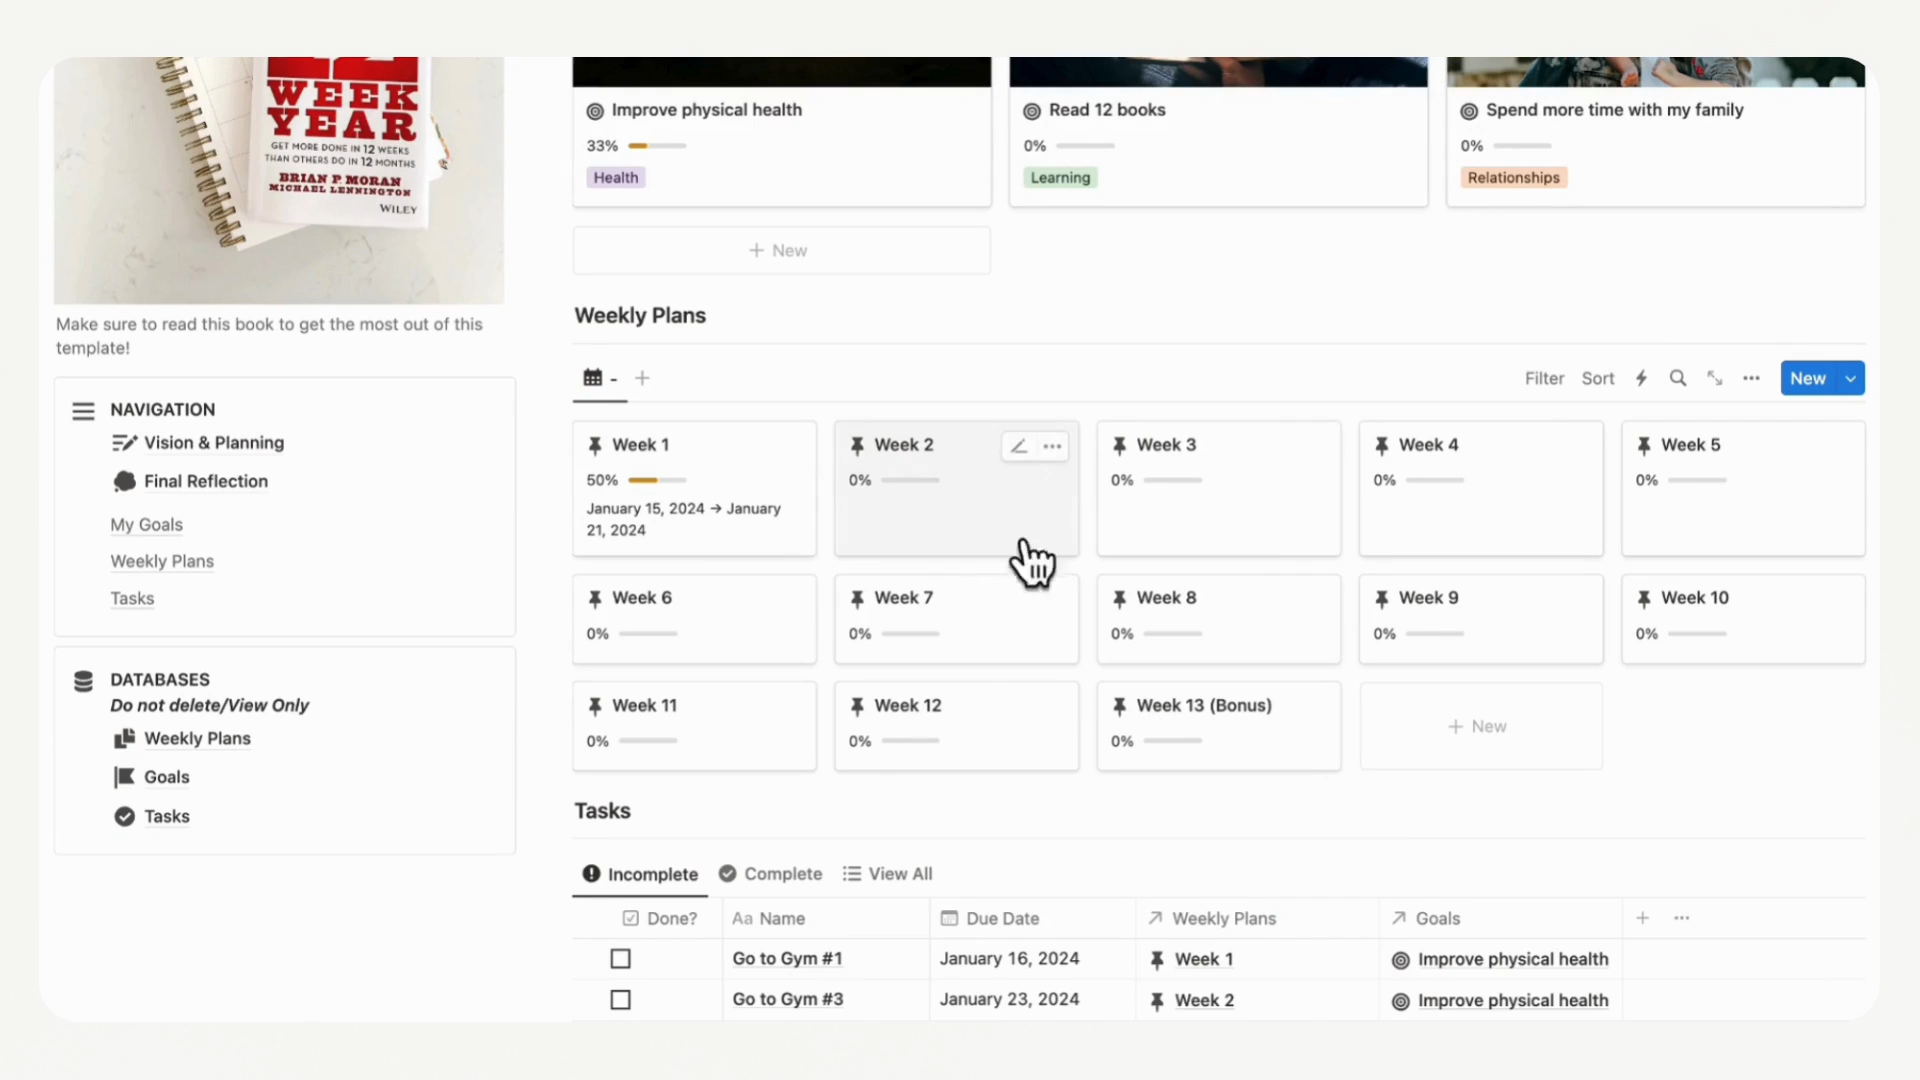 WEEK
YEAR
GET MORE DONE IN 12 WEEKS
THAN OTHERS DO IN 12 MONTHS
BRIAN P MORAN
MICHAEL LENNINGTON
WILEY
Make sure to read this book to get the most out of this
template!
NAVIGATION
Vision & Planning
Final Reflection
My Goals
Weekly Plans
Tasks
DATABASES
Do not delete/View Only
Weekly Plans
Goals
Tasks
Improve physical health
33%
Health
Read 12 books
0%
Learning
Spend more time with my family
0%
Relationships
+ New
Weekly Plans
- +
Filter Sort ••• New
Week 1
50%
January 15, 2024 → January
21, 2024
Week 2
•••
0%
Week 3
0%
Week 4
0%
Week 5
0%
Week 6
0%
Week 7
0%
Week 8
0%
Week 9
0%
Week 10
0%
Week 11
0%
Week 12
0%
Week 13 (Bonus)
0%
+ New
Tasks
Incomplete Complete View All
Done? Aa Name Due Date Weekly Plans Goals + •••
Go to Gym #1 January 16, 2024 Week 1 Improve physical health
Go to Gym #3 January 23, 2024 Week 2 Improve physical health